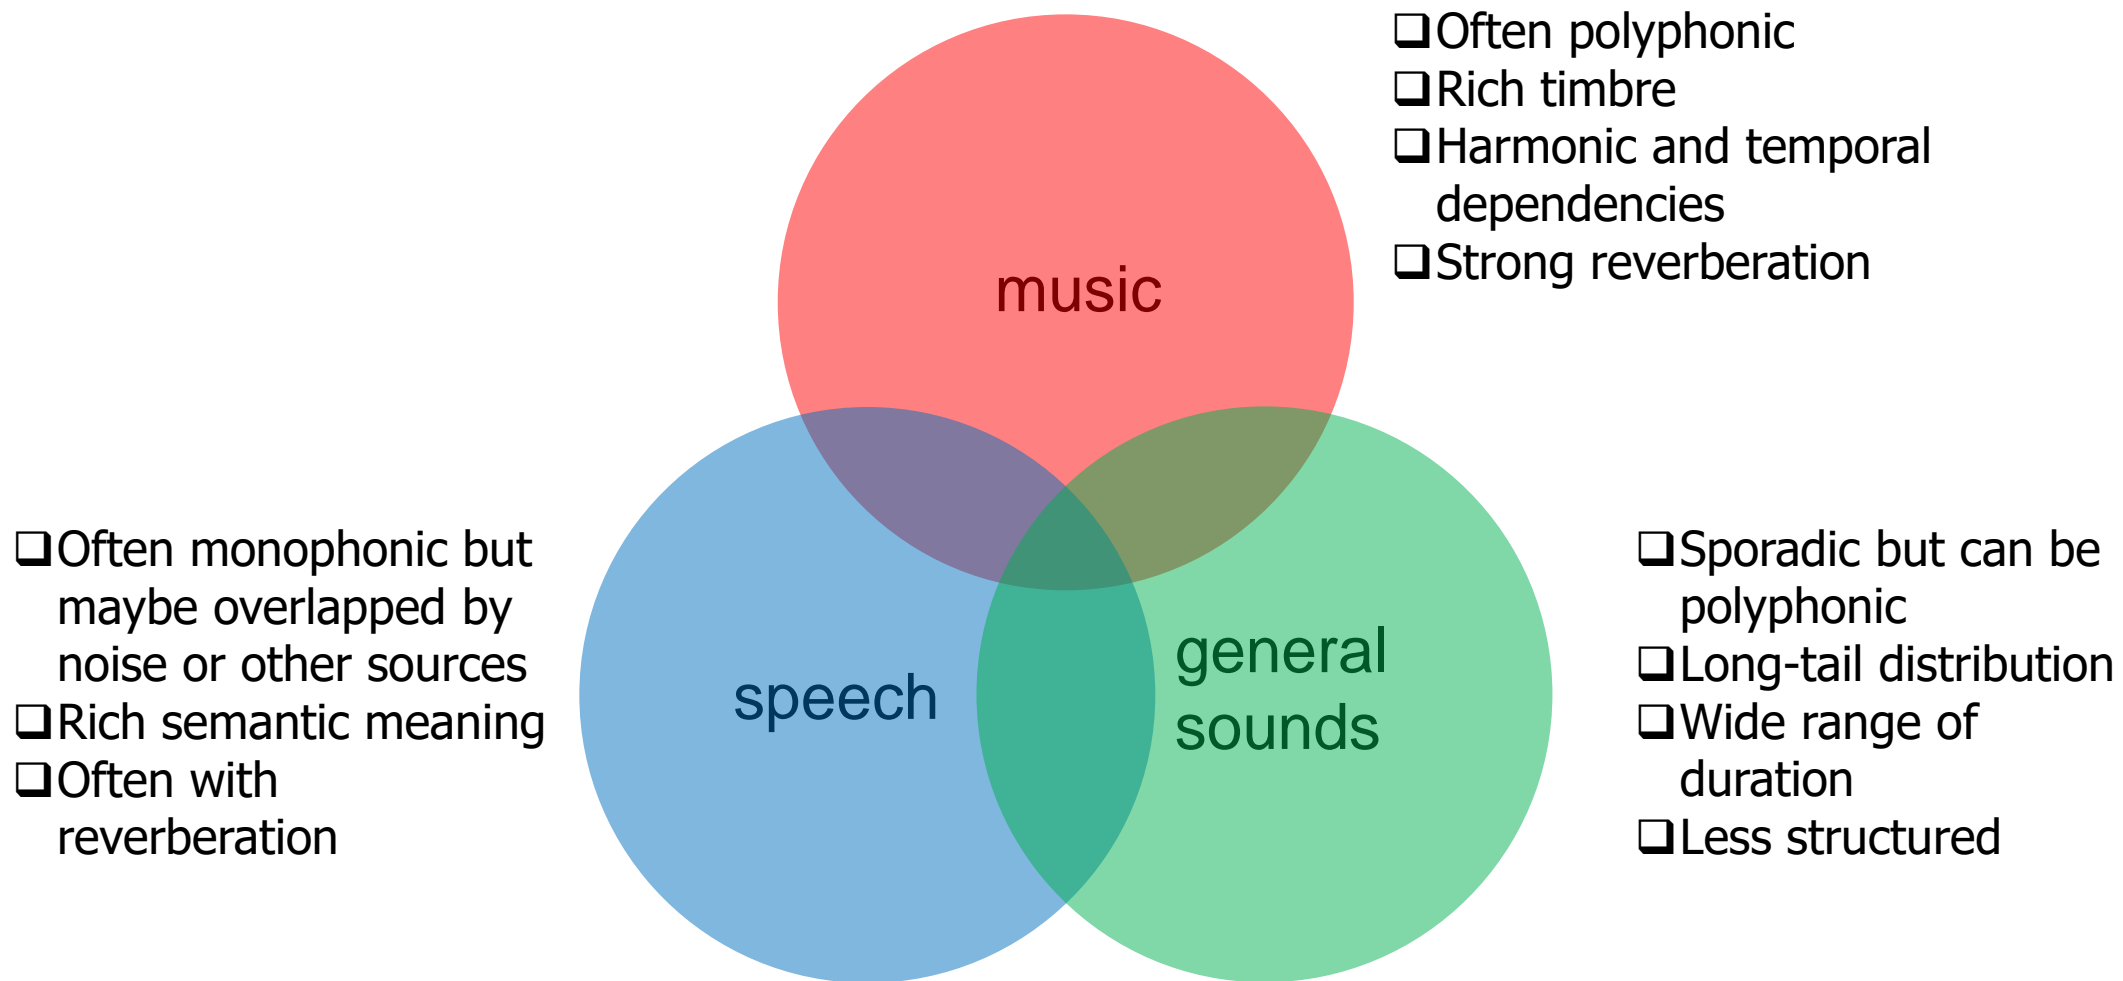 ❑Often polyphonic
❑Rich timbre
❑Harmonic and temporal
dependencies
❑Strong reverberation
music
❑Often monophonic but
maybe overlapped by
noise or other sources
❑Rich semantic meaning
❑Often with
reverberation
speech
general
sounds
❑Sporadic but can be
polyphonic
❑Long-tail distribution
❑Wide range of
duration
❑Less structured